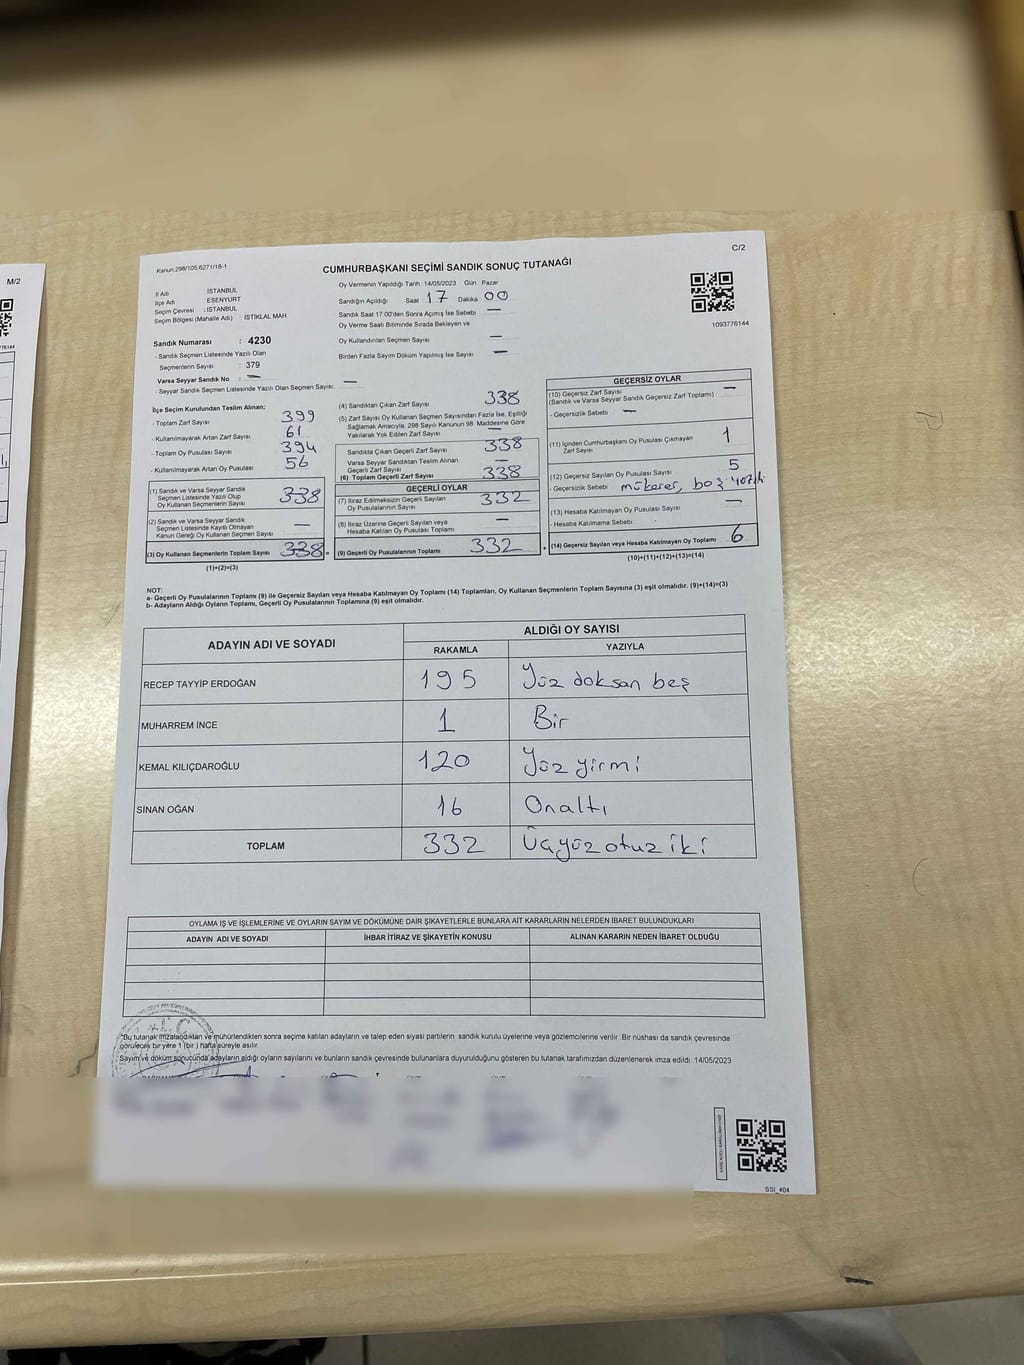 M/2
C/2
Kanun.298/105;6271/18-1
CUMHURBAŞKANI SEÇİMİ SANDIK SONUÇ TUTANAĞI
İl Adı : İSTANBUL
İlçe Adı : ESENYURT
Seçim Çevresi : İSTANBUL
Seçim Bölgesi (Mahalle Adı) : İSTİKLAL MAH
Sandık Numarası : 4230
- Sandık Seçmen Listesinde Yazılı Olan
Seçmenlerin Sayısı : 379
Varsa Seyyar Sandık No : —
- Seyyar Sandık Seçmen Listesinde Yazılı Olan Seçmen Sayısı: —
Oy Vermenin Yapıldığı Tarih 14/05/2023 Gün Pazar
Sandığın Açıldığı Saat 17 Dakika 00
Sandık Saat 17:00'den Sonra Açımış İse Sebebi —
Oy Verme Saati Bitiminde Sırada Bekleyen ve
Oy Kullandırılan Seçmen Sayısı —
Birden Fazla Sayım Döküm Yapılmış İse Sayısı —
1093776144
İlçe Seçim Kurulundan Teslim Alınan;
- Toplam Zarf Sayısı 399
- Kullanılmayarak Artan Zarf Sayısı 61
- Toplam Oy Pusulası Sayısı 394
- Kullanılmayarak Artan Oy Pusulası 56
(1) Sandık ve Varsa Seyyar Sandık
Seçmen Listesinde Yazılı Olup
Oy Kullanan Seçmenlerin Sayısı 338
(2) Sandık ve Varsa Seyyar Sandık
Seçmen Listesinde Kayıtlı Olmayan
Kanun Gereği Oy Kullanan Seçmen Sayısı —
(3) Oy Kullanan Seçmenlerin Toplam Sayısı 338 =
(1)+(2)=(3)
(4) Sandıktan Çıkan Zarf Sayısı 338
(5) Zarf Sayısı Oy Kullanan Seçmen Sayısından Fazla İse, Eşitliği
Sağlamak Amacıyla, 298 Sayılı Kanunun 98. Maddesine Göre
Yakılarak Yok Edilen Zarf Sayısı —
Sandıkta Çıkan Geçerli Zarf Sayısı 338
Varsa Seyyar Sandıktan Teslim Alınan
Geçerli Zarf Sayısı —
(6) Toplam Geçerli Zarf Sayısı 338
GEÇERLİ OYLAR
(7) İtiraz Edilmeksizin Geçerli Sayılan
Oy Pusulalarının Sayısı 332
(8) İtiraz Üzerine Geçerli Sayılan veya
Hesaba Katılan Oy Pusulası Toplamı —
(9) Geçerli Oy Pusulalarının Toplamı 332 +
GEÇERSİZ OYLAR
(10) Geçersiz Zarf Sayısı
(Sandık ve Varsa Seyyar Sandık Geçersiz Zarf Toplamı) —
- Geçersizlik Sebebi —
(11) İçinden Cumhurbaşkanı Oy Pusulası Çıkmayan
Zarf Sayısı 1
(12) Geçersiz Sayılan Oy Pusulası Sayısı 5
- Geçersizlik Sebebi mükerer, boş
(13) Hesaba Katılmayan Oy Pusulası Sayısı —
- Hesaba Katılmama Sebebi
(14) Geçersiz Sayılan veya Hesaba Katılmayan Oy Toplamı 6
(10)+(11)+(12)+(13)=(14)
NOT:
a- Geçerli Oy Pusulalarının Toplamı (9) ile Geçersiz Sayılan veya Hesaba Katılmayan Oy Toplamı (14) Toplamları, Oy Kullanan Seçmenlerin Toplam Sayısına (3) eşit olmalıdır. (9)+(14)=(3)
b- Adayların Aldığı Oyların Toplamı, Geçerli Oy Pusulalarının Toplamına (9) eşit olmalıdır.
ADAYIN ADI VE SOYADI
ALDIĞI OY SAYISI
RAKAMLA YAZIYLA
RECEP TAYYİP ERDOĞAN 195 Yüz doksan beş
MUHARREM İNCE 1 Bir
KEMAL KILIÇDAROĞLU 120 Yüz yirmi
SİNAN OĞAN 16 Onaltı
TOPLAM 332 Üçyüz otuz iki
OYLAMA İŞ VE İŞLEMLERİNE VE OYLARIN SAYIM VE DÖKÜMÜNE DAİR ŞİKAYETLERLE BUNLARA AİT KARARLARIN NELERDEN İBARET BULUNDUKLARI
ADAYIN ADI VE SOYADI İHBAR İTİRAZ VE ŞİKAYETİN KONUSU ALINAN KARARIN NEDEN İBARET OLDUĞU
*Bu tutanak imzalandıktan ve mühürlendikten sonra seçime katılan adayların ve talep eden siyasi partilerin sandık kurulu üyelerine veya gözlemcilerine verilir. Bir nüshası da sandık çevresinde
görülecek bir yere 1 (bir) hafta süreyle asılır.
Sayım ve döküm sonucunda adayların aldığı oyların sayılarını ve bunların sandık çevresinde bulunanlara duyurulduğunu gösteren bu tutanak tarafımızdan düzenlenerek imza edildi. 14/05/2023
SSI_404